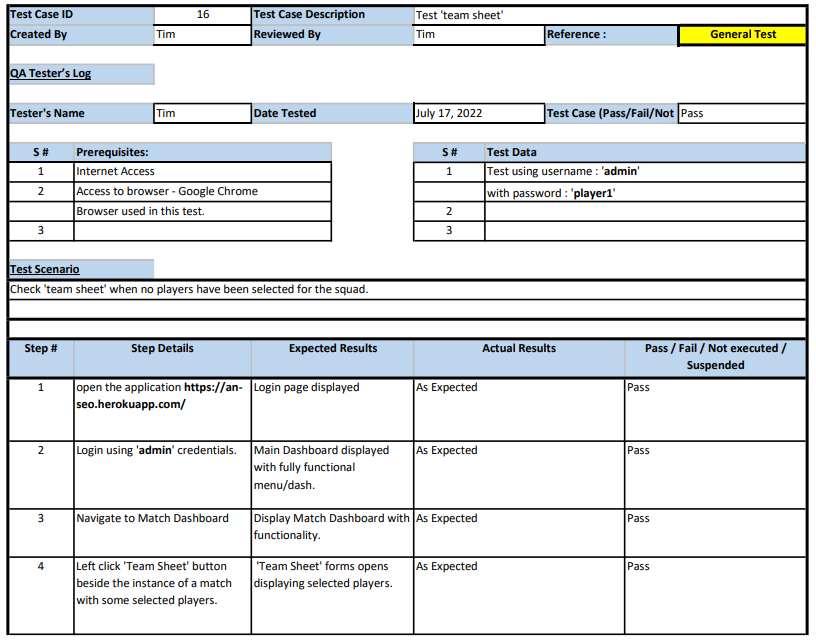 Test Case ID 16 Test Case Description Test 'team sheet'
Created By Tim Reviewed By Tim Reference : General Test
QA Tester's Log
Tester's Name Tim Date Tested July 17, 2022 Test Case (Pass/Fail/Not Pass
S # Prerequisites: S # Test Data
1 Internet Access 1 Test using username : 'admin'
2 Access to browser - Google Chrome with password : 'player1'
Browser used in this test. 2
3 3
Test Scenario
Check 'team sheet' when no players have been selected for the squad.
Step # Step Details Expected Results Actual Results Pass / Fail / Not executed /
Suspended
1 open the application https://an- Login page displayed As Expected Pass
seo.herokuapp.com/
2 Login using 'admin' credentials. Main Dashboard displayed As Expected Pass
with fully functional
menu/dash.
3 Navigate to Match Dashboard Display Match Dashboard with As Expected Pass
functionality.
4 Left click 'Team Sheet' button 'Team Sheet' forms opens As Expected Pass
beside the instance of a match displaying selected players.
with some selected players.